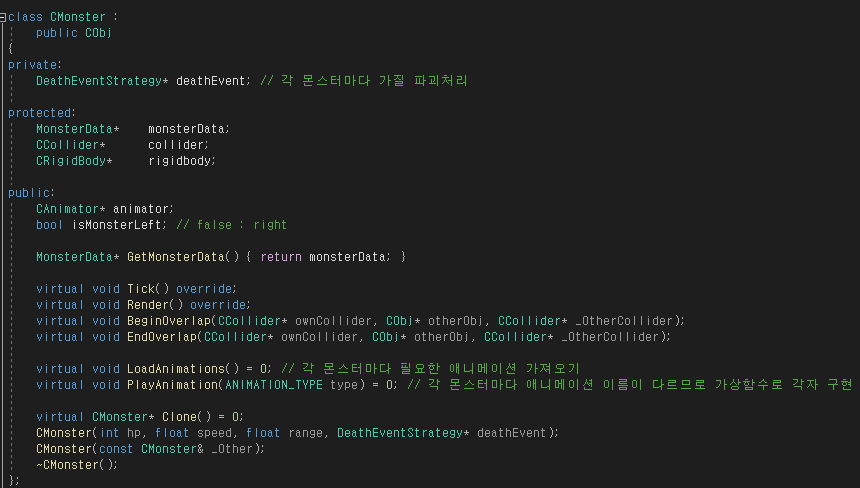 class CMonster :
    public CObj
{
private:
    DeathEventStrategy* deathEvent; // 각 몬스터마다 가질 파괴처리

protected:
    MonsterData*    monsterData;
    CCollider*      collider;
    CRigidBody*     rigidbody;

public:
    CAnimator* animator;
    bool isMonsterLeft; // false : right

    MonsterData* GetMonsterData() { return monsterData; }

    virtual void Tick() override;
    virtual void Render() override;
    virtual void BeginOverlap(CCollider* ownCollider, CObj* otherObj, CCollider* _OtherCollider);
    virtual void EndOverlap(CCollider* ownCollider, CObj* otherObj, CCollider* _OtherCollider);

    virtual void LoadAnimations() = 0; // 각 몬스터마다 필요한 애니메이션 가져오기
    virtual void PlayAnimation(ANIMATION_TYPE type) = 0; // 각 몬스터마다 애니메이션 이름이 다르므로 가상함수로 각자 구현

    virtual CMonster* Clone() = 0;
    CMonster(int hp, float speed, float range, DeathEventStrategy* deathEvent);
    CMonster(const CMonster& _Other);
    ~CMonster();
};